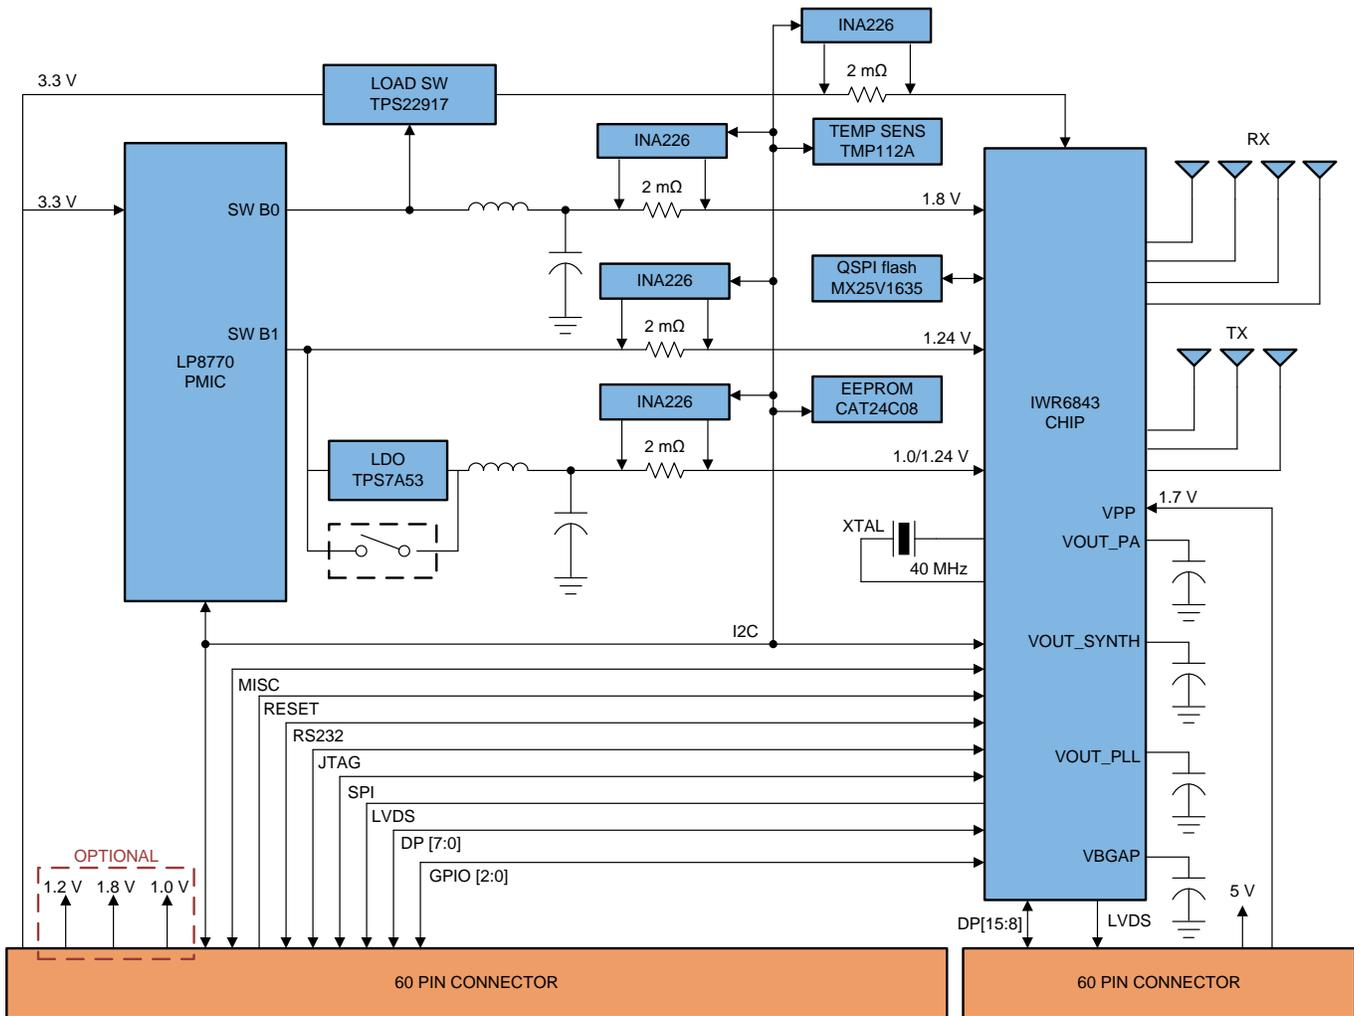 INA226
2 mΩ
3.3 V
LOAD SW
TPS22917
INA226
TEMP SENS
TMP112A
RX
2 mΩ
3.3 V
SW B0
1.8 V
INA226
QSPI flash
MX25V1635
2 mΩ
SW B1
1.24 V
TX
LP8770
PMIC
INA226
EEPROM
CAT24C08
IWR6843
CHIP
2 mΩ
LDO
TPS7A53
1.0/1.24 V
1.7 V
VPP
XTAL
VOUT_PA
40 MHz
I2C
VOUT_SYNTH
MISC
RESET
RS232
JTAG
VOUT_PLL
SPI
LVDS
DP [7:0]
OPTIONAL
VBGAP
GPIO [2:0]
1.2 V
1.8 V
1.0 V
5 V
DP[15:8]
LVDS
60 PIN CONNECTOR
60 PIN CONNECTOR